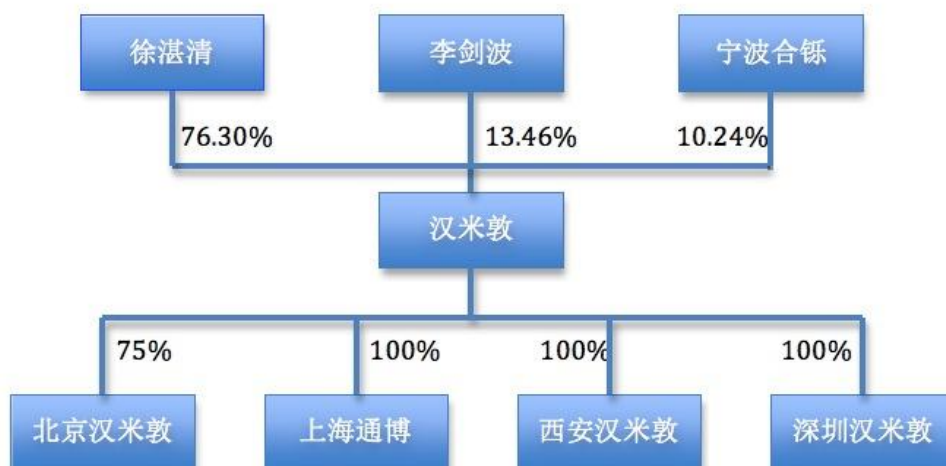 徐湛清 李剑波 宁波合铄
76.30% 13.46% 10.24%
汉米敦
75% 100% 100% 100%
北京汉米敦 上海通博 西安汉米敦 深圳汉米敦